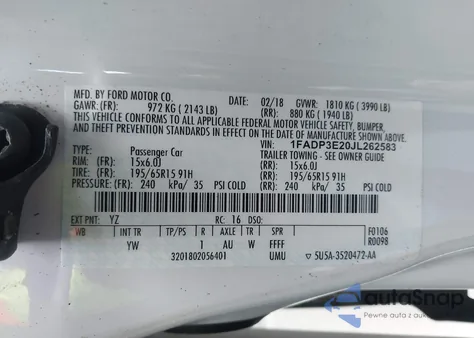 MFD. BY FORD MOTOR CO. DATE: 02/18 GVWR: 1810 KG ( 3990 LB)
GAWR: (FR): 972 KG ( 2143 LB) (RR): 880 KG ( 1940 LB)
THIS VEHICLE CONFORMS TO ALL APPLICABLE FEDERAL MOTOR VEHICLE SAFETY, BUMPER,
AND THEFT PREVENTION STANDARDS IN EFFECT ON THE DATE OF MANUFACTURE SHOWN ABOVE.
VIN: 1FADP3E20JL262583
TYPE: Passenger Car TRAILER TOWING - SEE OWNER GUIDE
RIM: (FR): 15x6.0J (RR): 15x6.0J
TIRE: (FR): 195/65R15 91H (RR): 195/65R15 91H
PRESSURE: (FR): 240 kPa/ 35 PSI COLD (RR): 240 kPa/ 35 PSI COLD
EXT PNT: YZ RC: 16 DSO: F0106
WB INT TR TP/PS R AXLE TR SPR R0098
YW 1 AU W FFFF
3201802056401 UMU 5U5A-3520472-AA
autoSnap
Pewne auta z aukcji